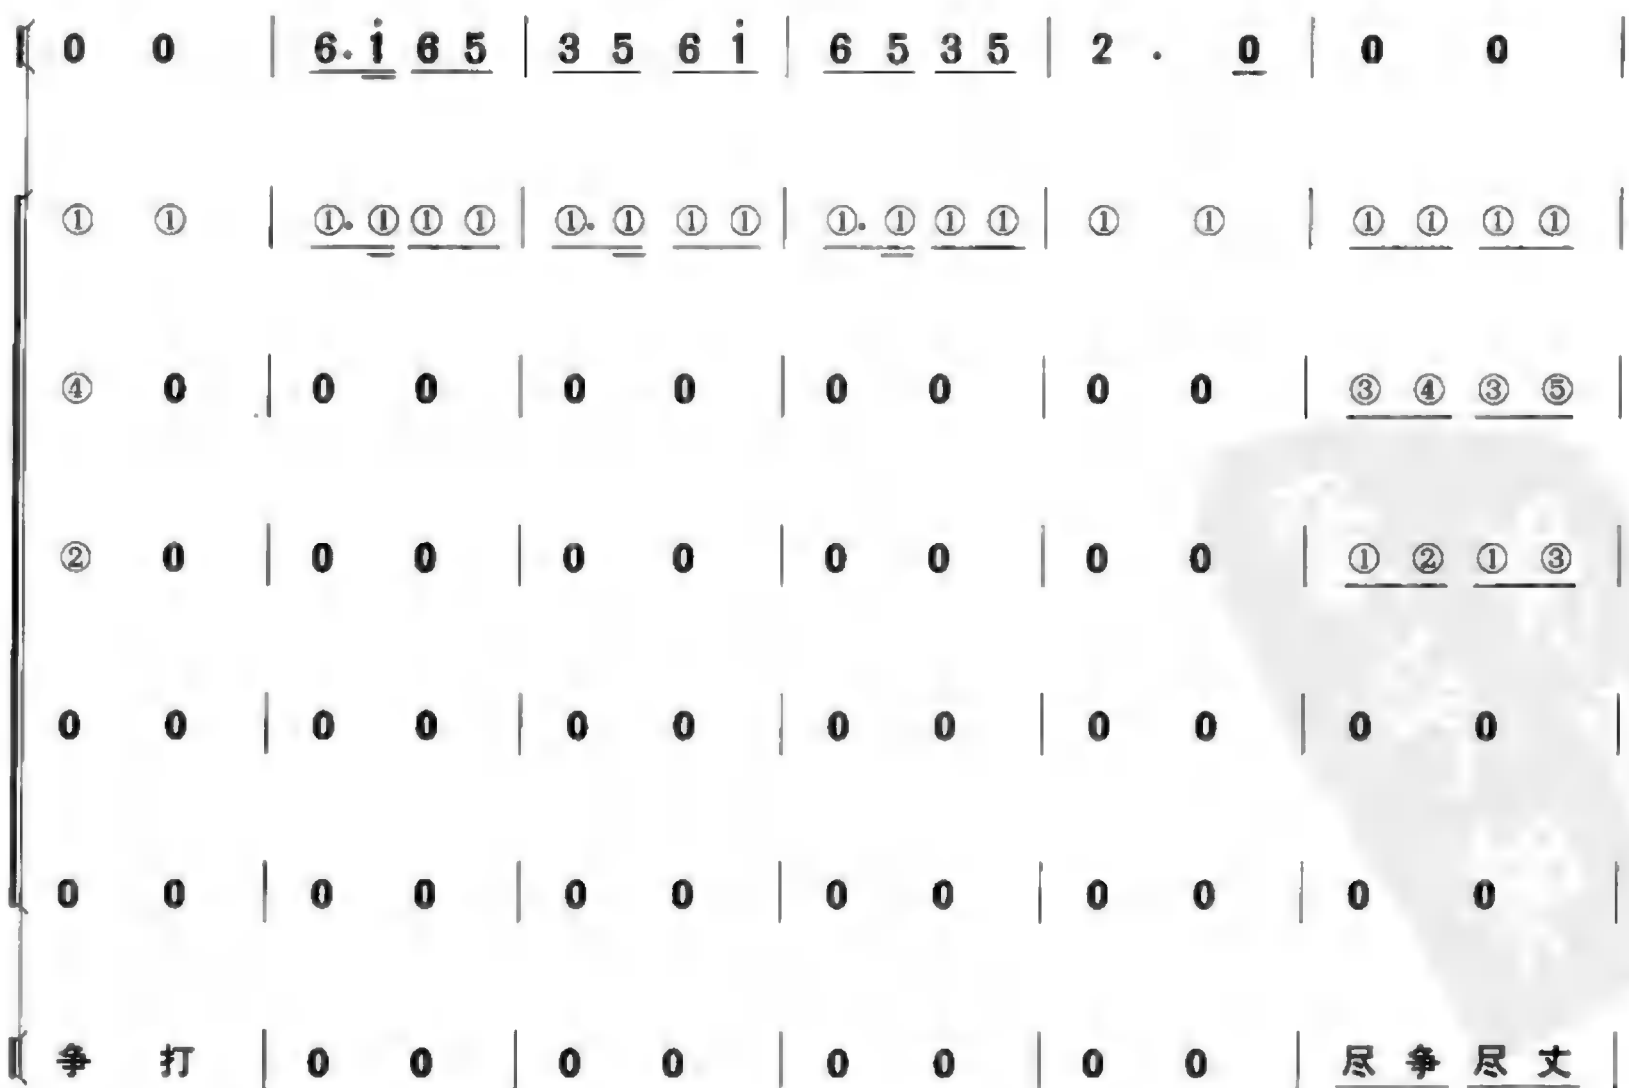 0 0 | 6. i̇ 6 5 | 3 5 6 i̇ | 6 5 3 5 | 2 . 0 | 0 0 |
① ① | ①. ① ① ① | ①. ① ① ① | ①. ① ① ① | ① ① | ① ① ① ① |
④ 0 | 0 0 | 0 0 | 0 0 | 0 0 | ③ ④ ③ ⑤ |
② 0 | 0 0 | 0 0 | 0 0 | 0 0 | ① ② ① ③ |
0 0 | 0 0 | 0 0 | 0 0 | 0 0 | 0 0 |
0 0 | 0 0 | 0 0 | 0 0 | 0 0 | 0 0 |
争 打 | 0 0 | 0 0 | 0 0 | 0 0 | 尽 争 尽 丈 |